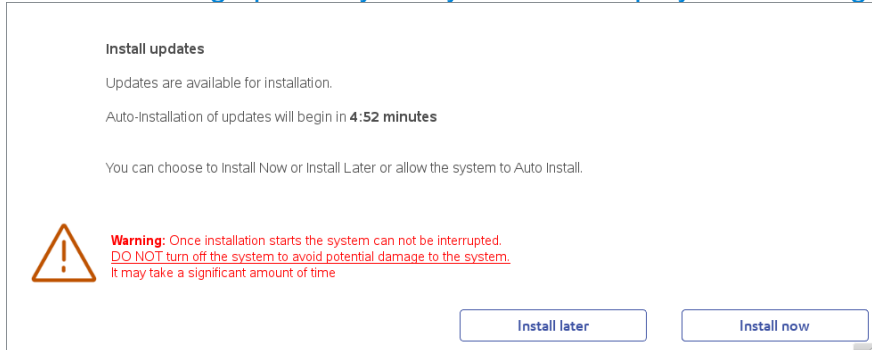 Install updates
Updates are available for installation.
Auto-Installation of updates will begin in 4:52 minutes
You can choose to Install Now or Install Later or allow the system to Auto Install.
Warning: Once installation starts the system can not be interrupted.
DO NOT turn off the system to avoid potential damage to the system.
It may take a significant amount of time
Install later Install now